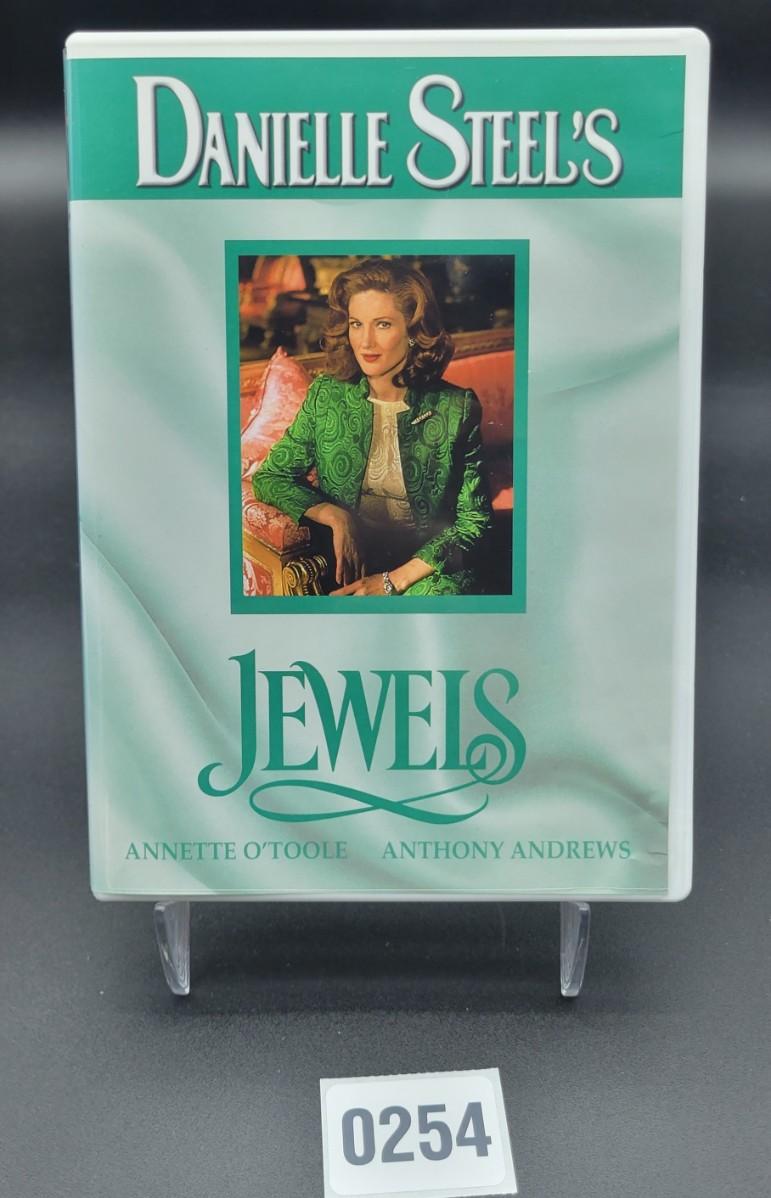 DANIELLE STEEL'S
JEWELS
ANNETTE O'TOOLE ANTHONY ANDREWS
0254